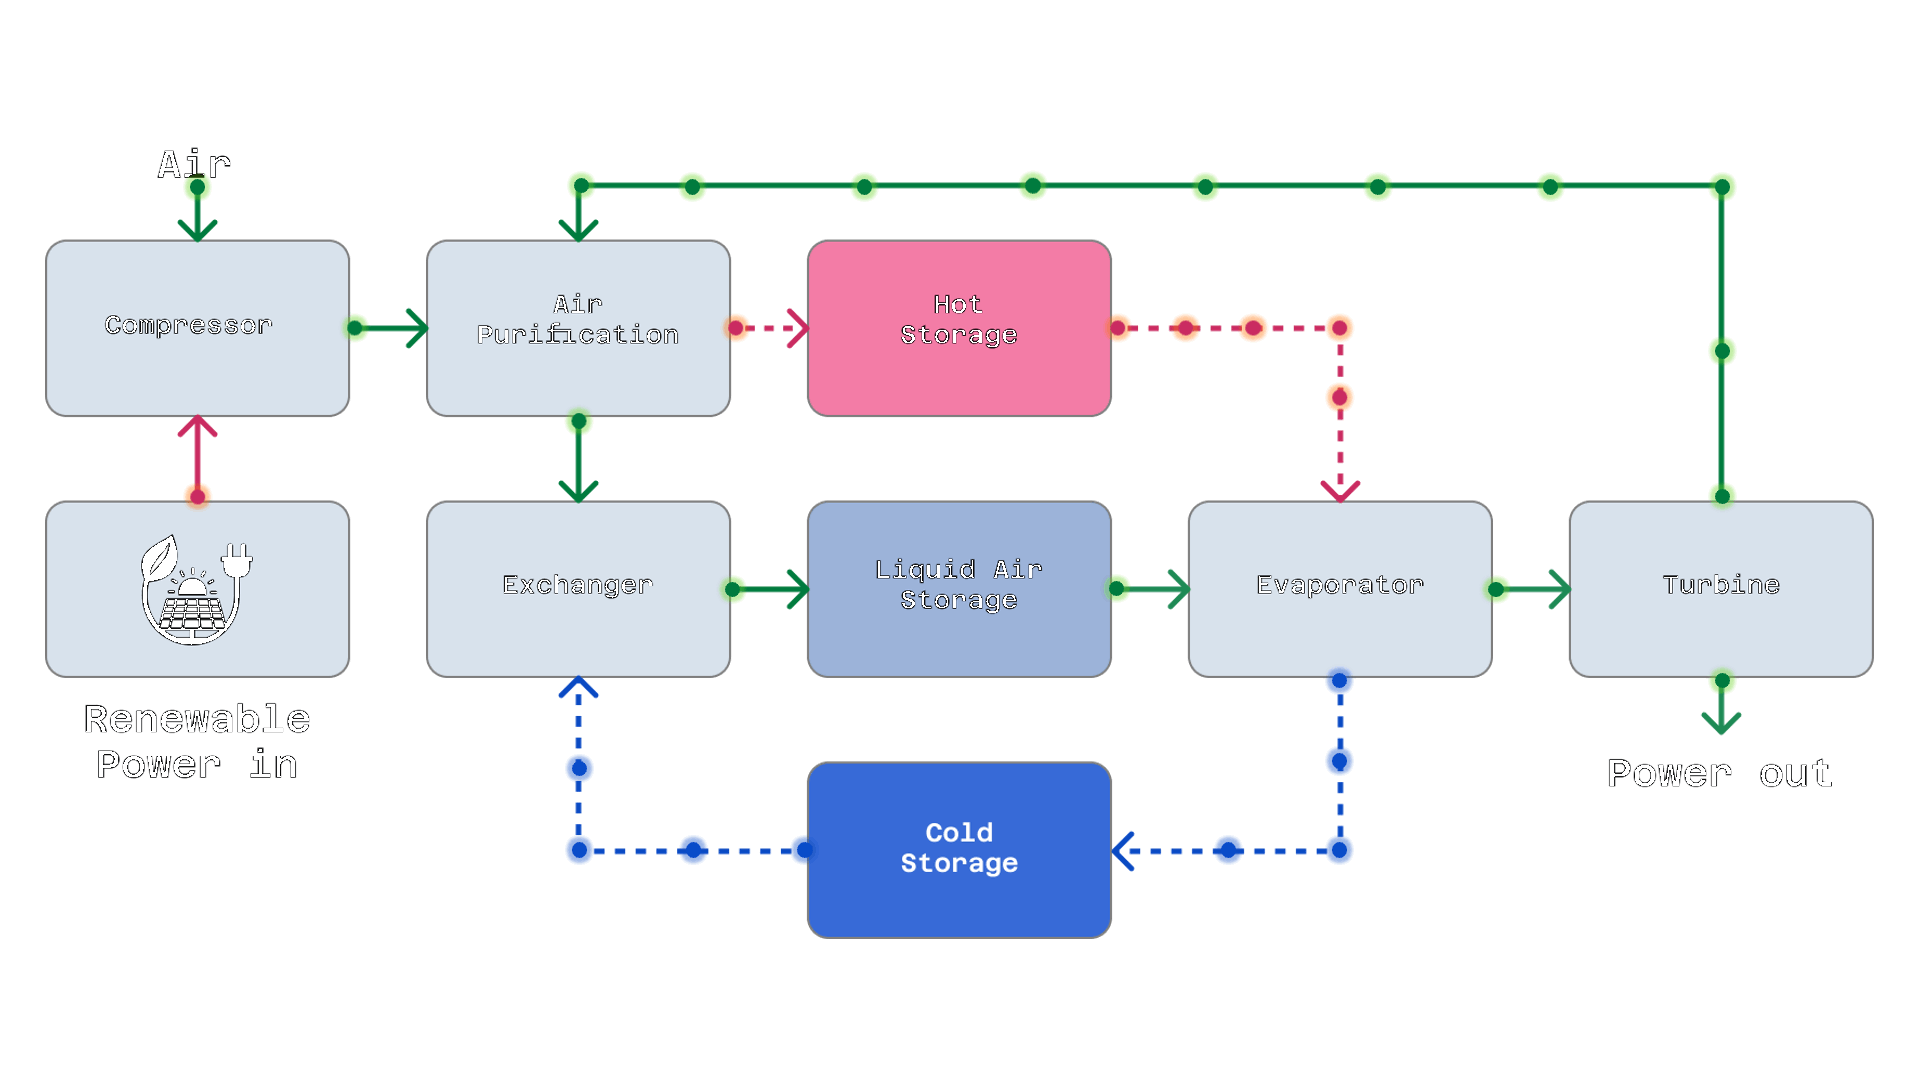 Air
Compressor
Air
Purification
Hot
Storage
Exchanger
Liquid Air
Storage
Evaporator
Turbine
Renewable
Power in
Power out
Cold
Storage